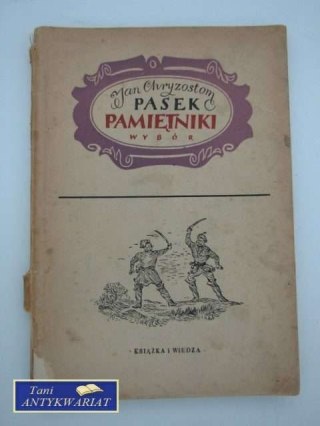 Jan Chryzostom
PASEK
PAMIĘTNIKI
WYBÓR
· KSIĄŻKA I WIEDZA ·
Tani
ANTYKWARIAT